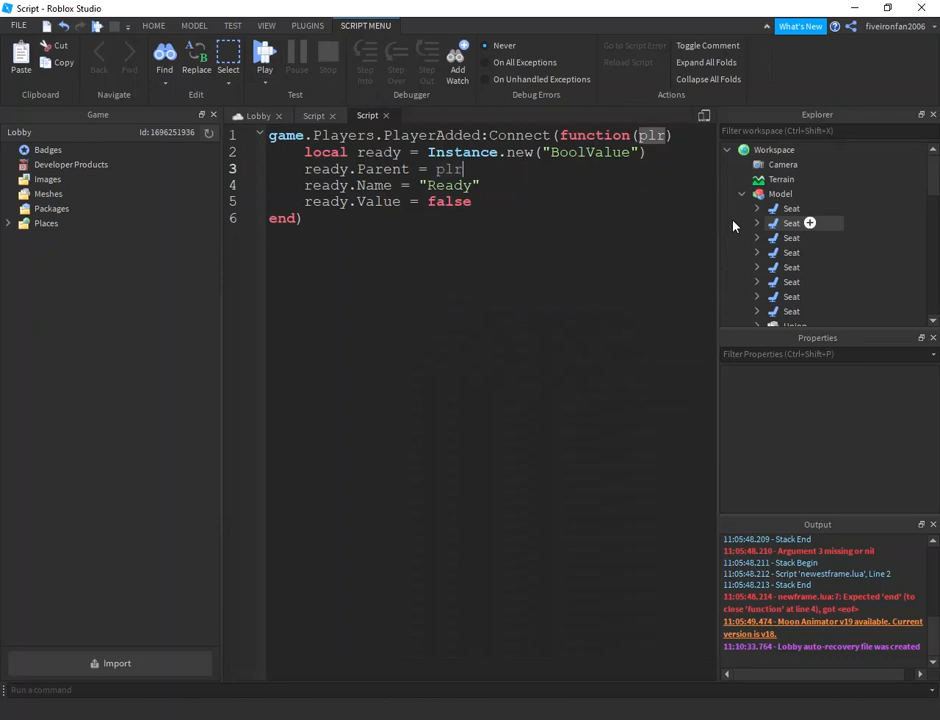 Script - Roblox Studio
FILE HOME MODEL TEST VIEW PLUGINS SCRIPT MENU What's New fiveironfan2006
Paste Cut Copy Back Fwd Find Replace Select Play Pause Stop Step Into Step Over Step Out Add Watch Never On All Exceptions On Unhandled Exceptions Go to Script Error Reload Script Toggle Comment Expand All Folds Collapse All Folds
Clipboard Navigate Edit Test Debugger Debug Errors Actions
Game
Lobby Id:1696251936
Badges
Developer Products
Images
Meshes
Packages
Places
Import
Lobby Script Script
1 game.Players.PlayerAdded:Connect(function(plr)
2 local ready = Instance.new("BoolValue")
3 ready.Parent = plr
4 ready.Name = "Ready"
5 ready.Value = false
6 end)
Explorer
Filter workspace (Ctrl+Shift+X)
Workspace
Camera
Terrain
Model
Seat
Seat
Seat
Seat
Seat
Seat
Seat
Seat
Union
Properties
Filter Properties (Ctrl+Shift+P)
Output
11:05:48.209 - Stack End
11:05:48.210 - Argument 3 missing or nil
11:05:48.211 - Stack Begin
11:05:48.212 - Script 'newestframe.lua', Line 2
11:05:48.213 - Stack End
11:05:48.214 - newframe.lua:7: Expected 'end' (to
close 'function' at line 4), got <eof>
11:05:49.474 - Moon Animator v19 available. Current
version is v18.
11:10:33.764 - Lobby auto-recovery file was created
Run a command